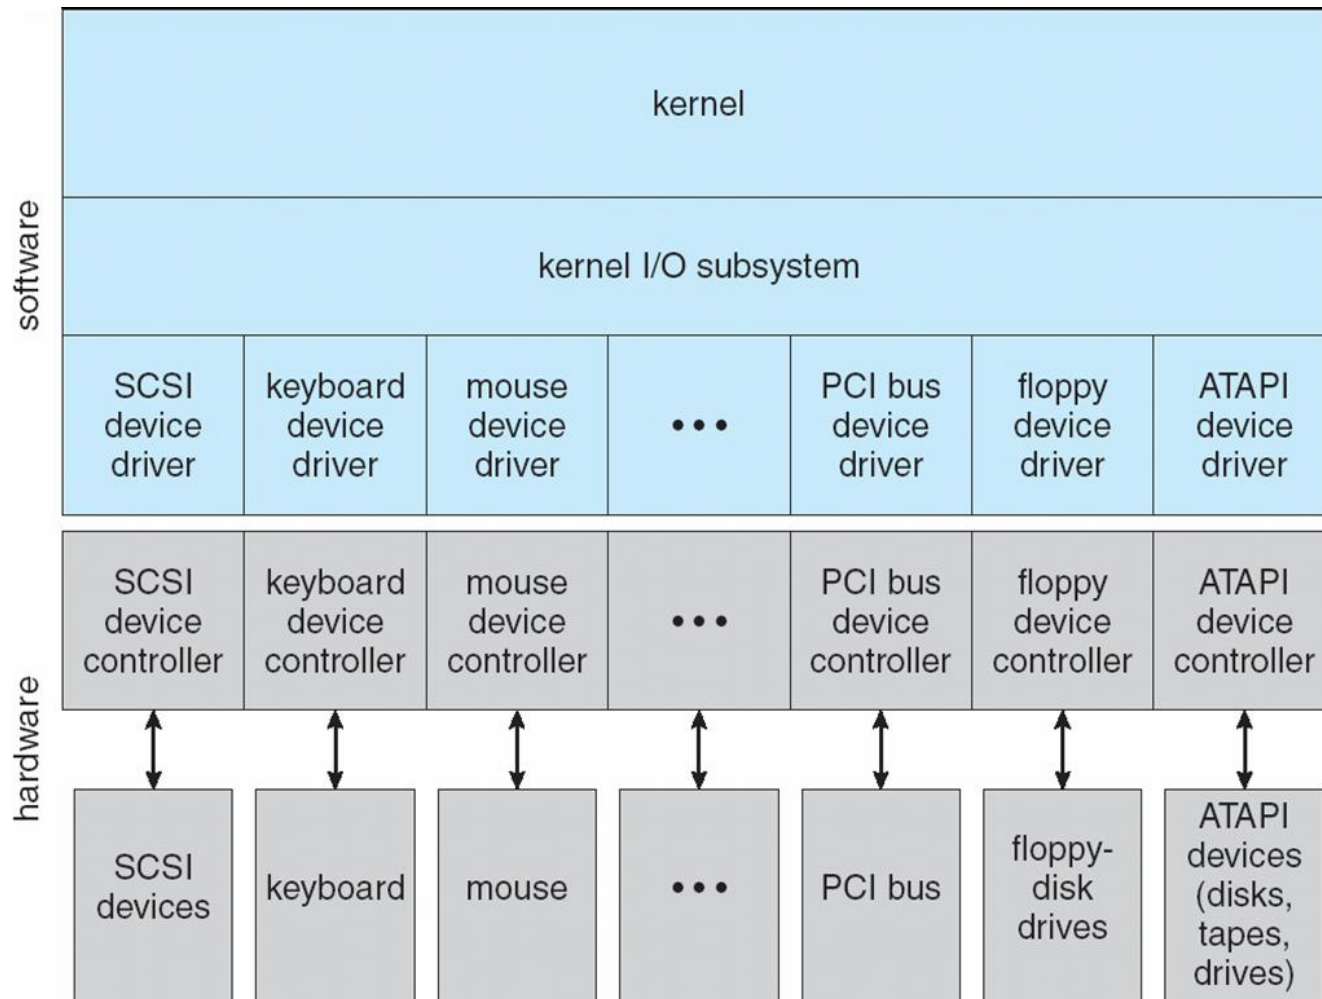 software
kernel
kernel I/O subsystem
SCSI
device
driver
keyboard
device
driver
mouse
device
driver
•••
PCI bus
device
driver
floppy
device
driver
ATAPI
device
driver
hardware
SCSI
device
controller
keyboard
device
controller
mouse
device
controller
•••
PCI bus
device
controller
floppy
device
controller
ATAPI
device
controller
SCSI
devices
keyboard
mouse
•••
PCI bus
floppy-
disk
drives
ATAPI
devices
(disks,
tapes,
drives)